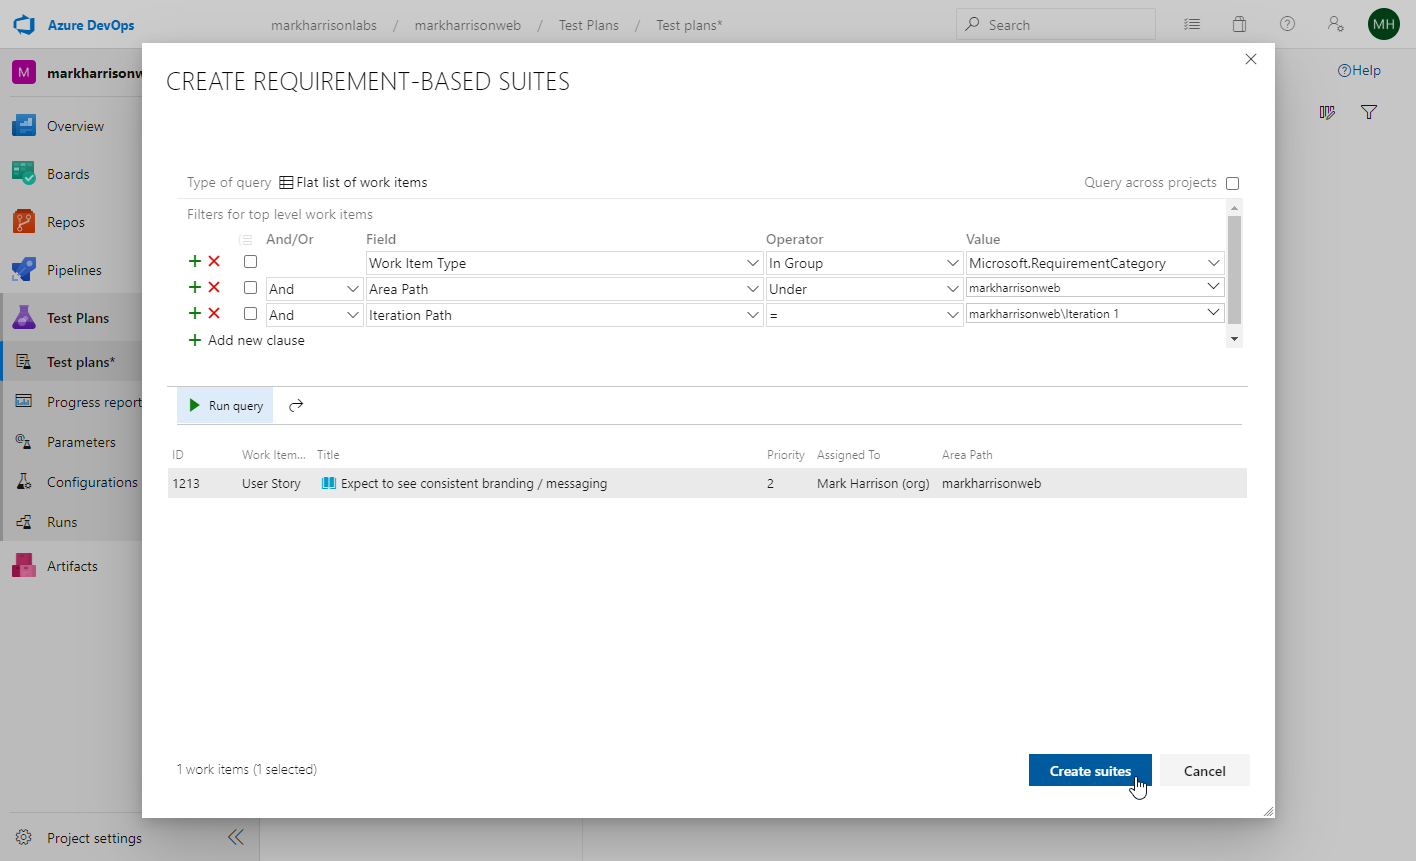 Azure DevOps
markharrisonlabs / markharrisonweb / Test Plans / Test plans*
Search
MH
M markharrisonw
Help
Overview
Boards
Repos
Pipelines
Test Plans
Test plans*
Progress report
Parameters
Configurations
Runs
Artifacts
Project settings
CREATE REQUIREMENT-BASED SUITES
Type of query Flat list of work items
Query across projects
Filters for top level work items
And/Or Field Operator Value
Work Item Type In Group Microsoft.RequirementCategory
And Area Path Under markharrisonweb
And Iteration Path = markharrisonweb\Iteration 1
Add new clause
Run query
ID Work Item... Title Priority Assigned To Area Path
1213 User Story Expect to see consistent branding / messaging 2 Mark Harrison (org) markharrisonweb
1 work items (1 selected)
Create suites
Cancel